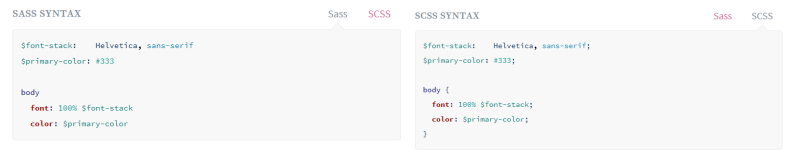 SASS SYNTAX
Sass SCSS
$font-stack:    Helvetica, sans-serif
$primary-color: #333
body
  font: 100% $font-stack
  color: $primary-color
SCSS SYNTAX
Sass SCSS
$font-stack:    Helvetica, sans-serif;
$primary-color: #333;
body {
  font: 100% $font-stack;
  color: $primary-color;
}